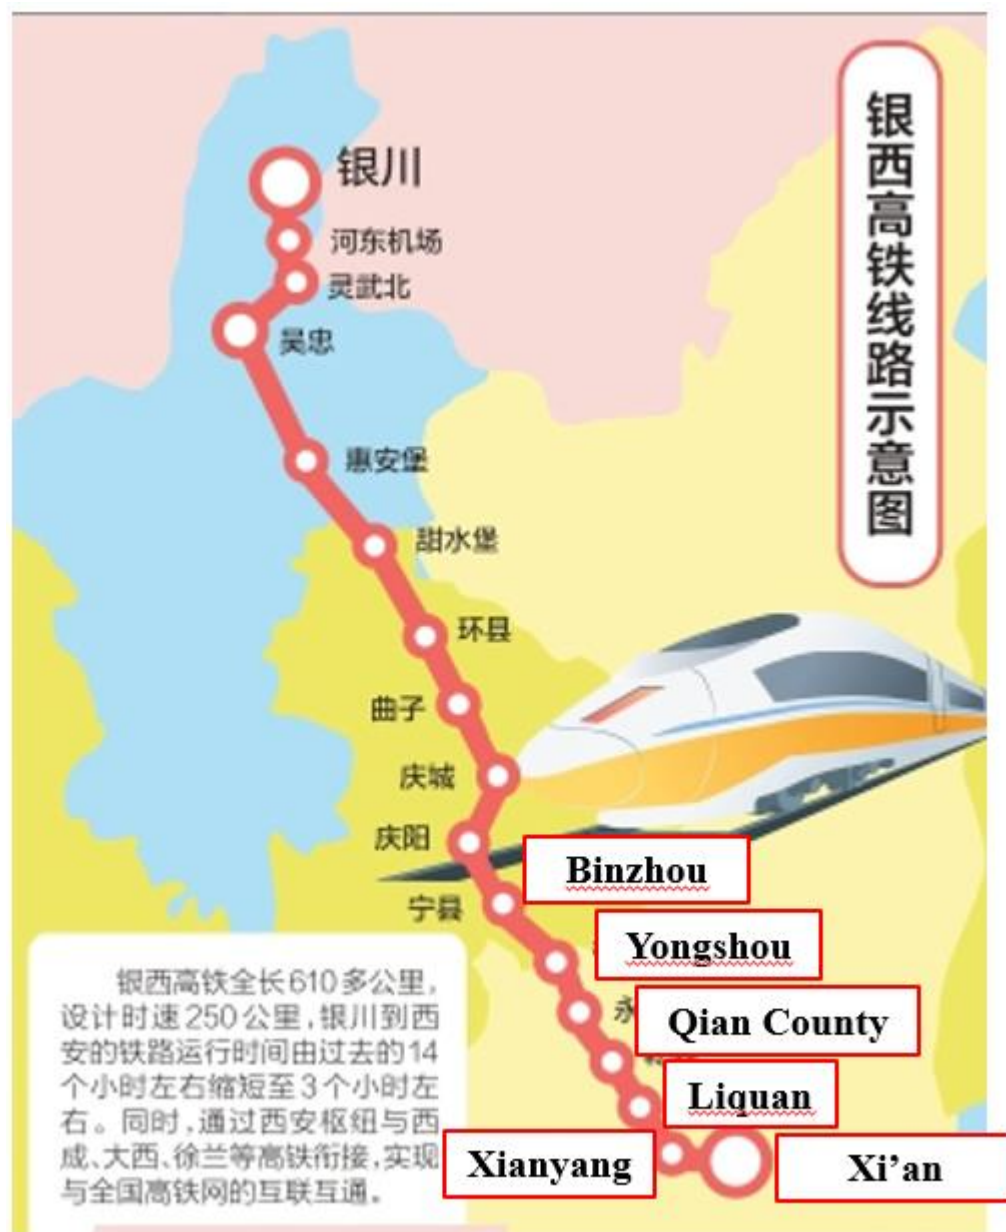 银西高铁线路示意图
银川
河东机场
灵武北
吴忠
惠安堡
甜水堡
环县
曲子
庆城
庆阳
宁县
Binzhou
Yongshou
永
Qian County
Liquan
Xianyang
Xi’an
银西高铁全长610多公里，
设计时速250公里，银川到西
安的铁路运行时间由过去的14
个小时左右缩短至3个小时左
右。同时，通过西安枢纽与西
成、大西、徐兰等高铁衔接，实现
与全国高铁网的互联互通。